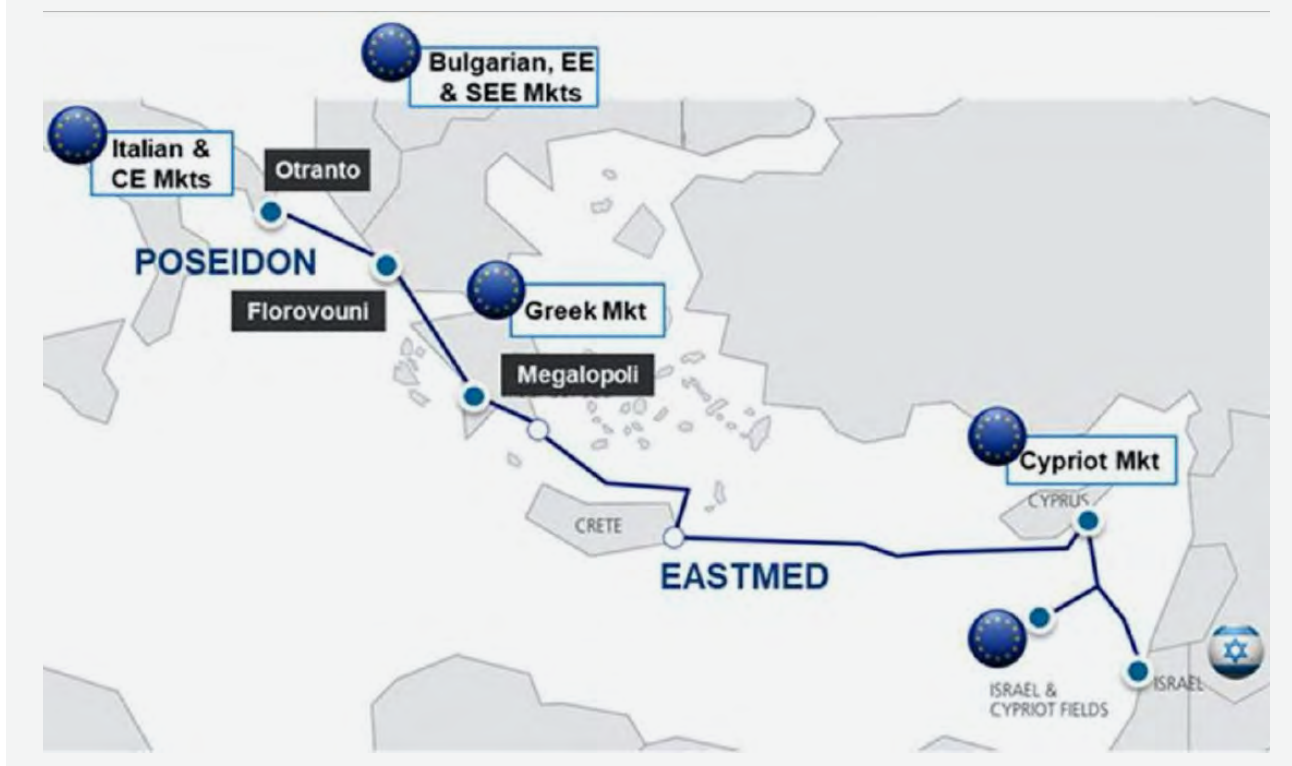 Bulgarian, EE
& SEE Mkts
Italian &
CE Mkts
Otranto
POSEIDON
Florovouni
Greek Mkt
Megalopoli
Cypriot Mkt
CYPRUS
CRETE
EASTMED
ISRAEL
ISRAEL &
CYPRIOT FIELDS